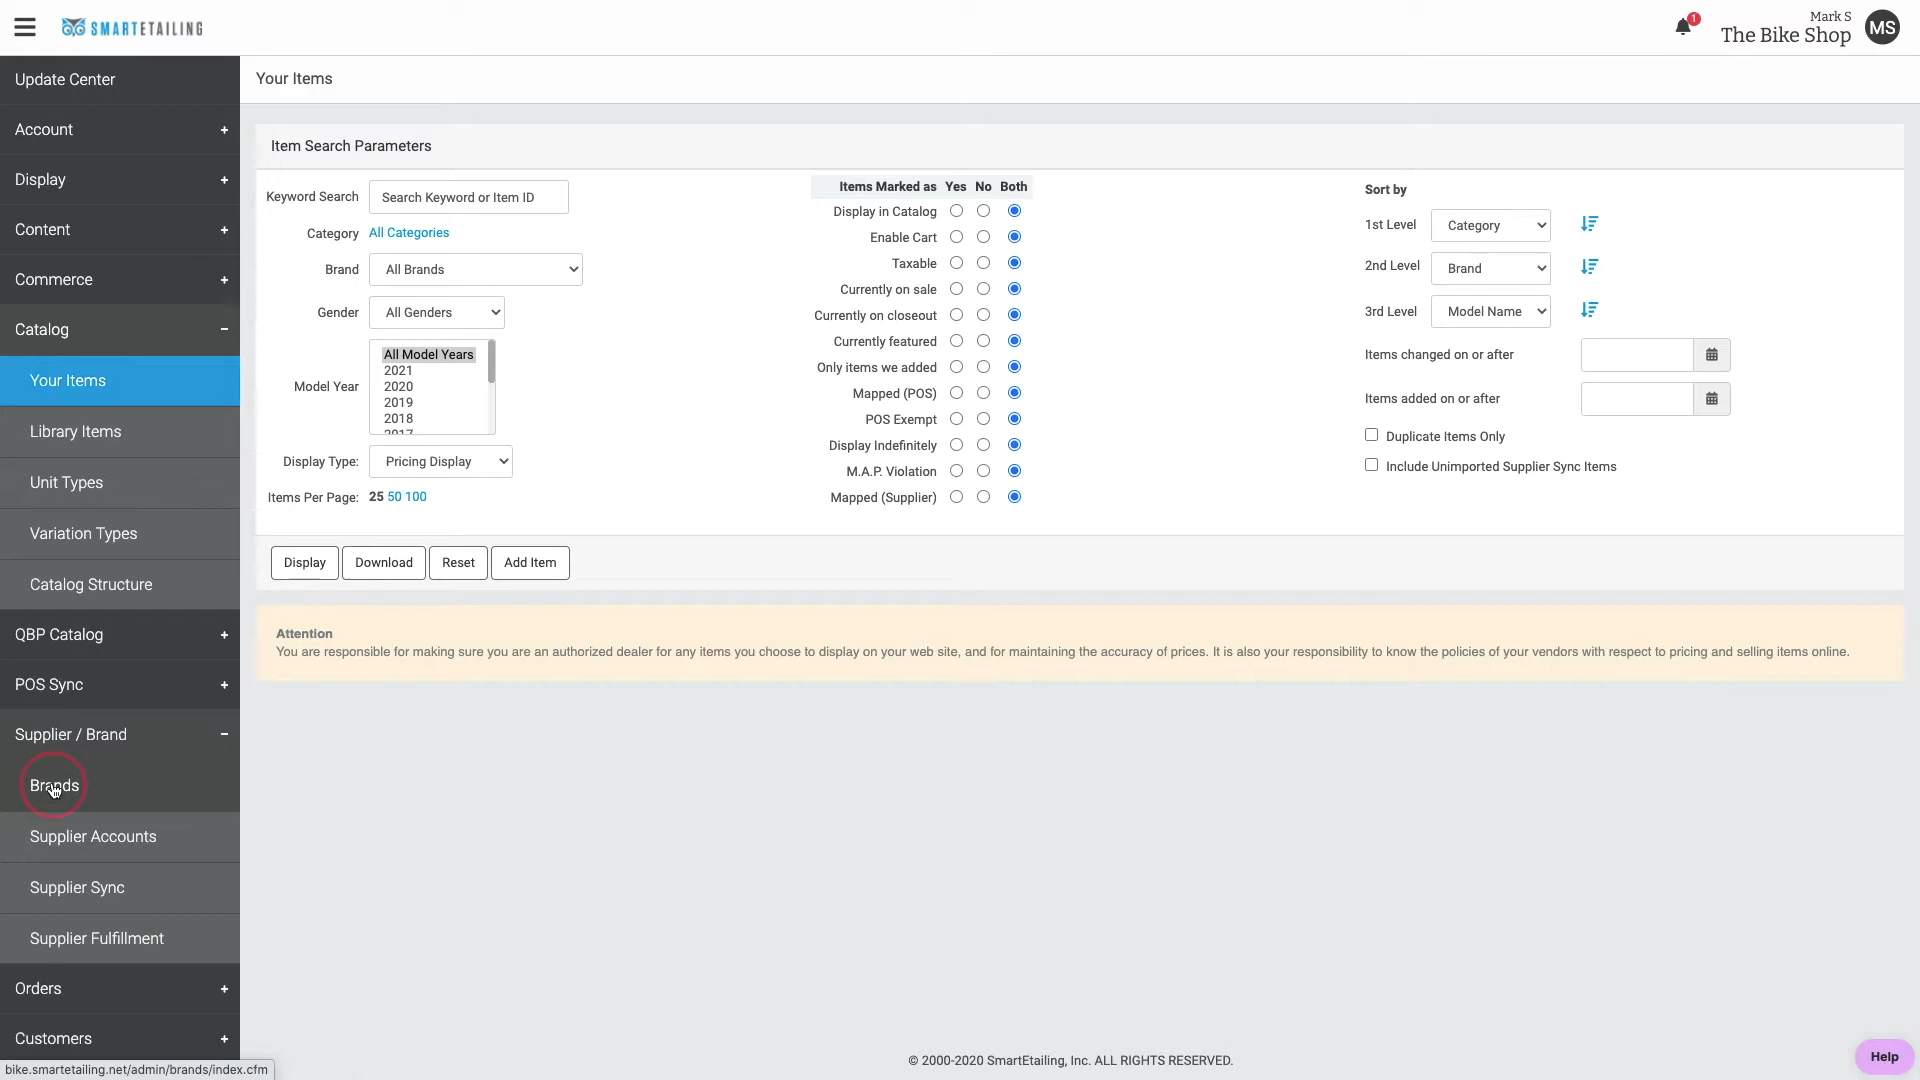 SMARTETAILING
1
Mark S
The Bike Shop
MS
Update Center
Account +
Display +
Content +
Commerce +
Catalog −
Your Items
Library Items
Unit Types
Variation Types
Catalog Structure
QBP Catalog +
POS Sync +
Supplier / Brand −
Brands
Supplier Accounts
Supplier Sync
Supplier Fulfillment
Orders +
Customers +
bike.smartetailing.net/admin/brands/index.cfm
Your Items
Item Search Parameters
Keyword Search Search Keyword or Item ID
Category All Categories
Brand All Brands
Gender All Genders
Model Year
All Model Years
2021
2020
2019
2018
2017
Display Type: Pricing Display
Items Per Page: 25 50 100
Items Marked as Yes No Both
Display in Catalog
Enable Cart
Taxable
Currently on sale
Currently on closeout
Currently featured
Only items we added
Mapped (POS)
POS Exempt
Display Indefinitely
M.A.P. Violation
Mapped (Supplier)
Sort by
1st Level Category
2nd Level Brand
3rd Level Model Name
Items changed on or after
Items added on or after
Duplicate Items Only
Include Unimported Supplier Sync Items
Display Download Reset Add Item
Attention
You are responsible for making sure you are an authorized dealer for any items you choose to display on your web site, and for maintaining the accuracy of prices. It is also your responsibility to know the policies of your vendors with respect to pricing and selling items online.
© 2000-2020 SmartEtailing, Inc. ALL RIGHTS RESERVED.
Help